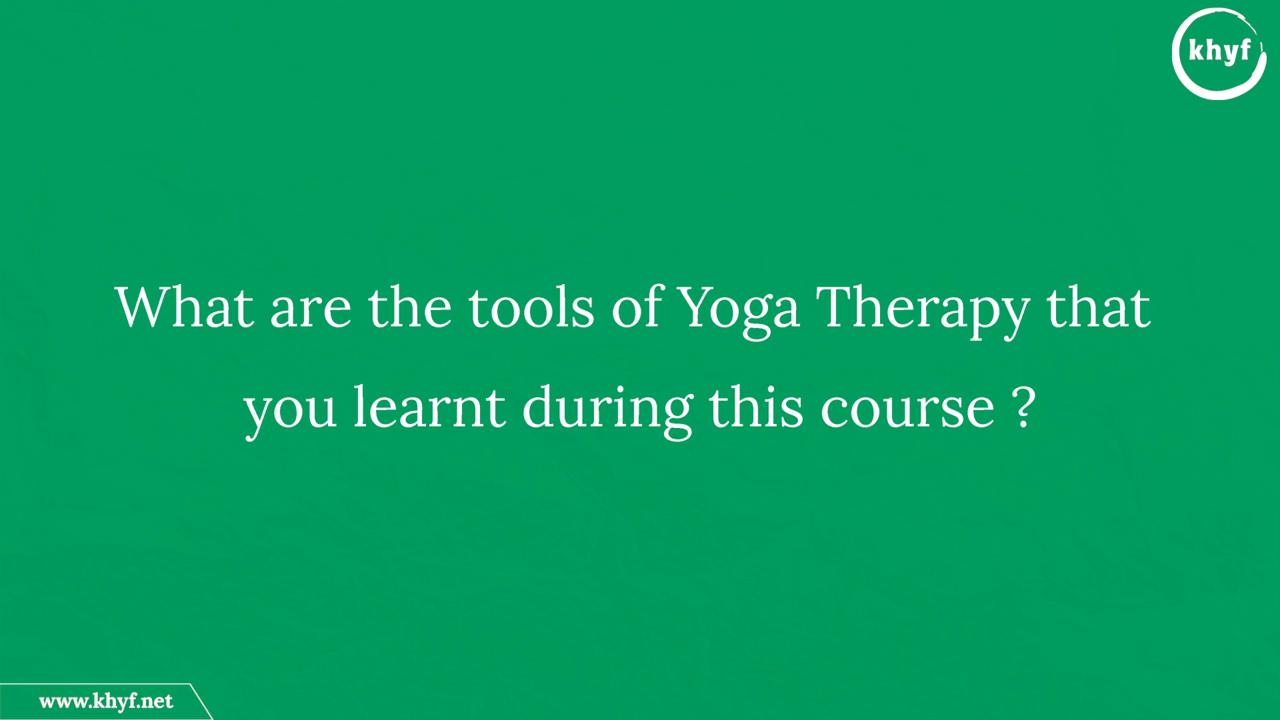 khyf
What are the tools of Yoga Therapy that
you learnt during this course ?
www.khyf.net